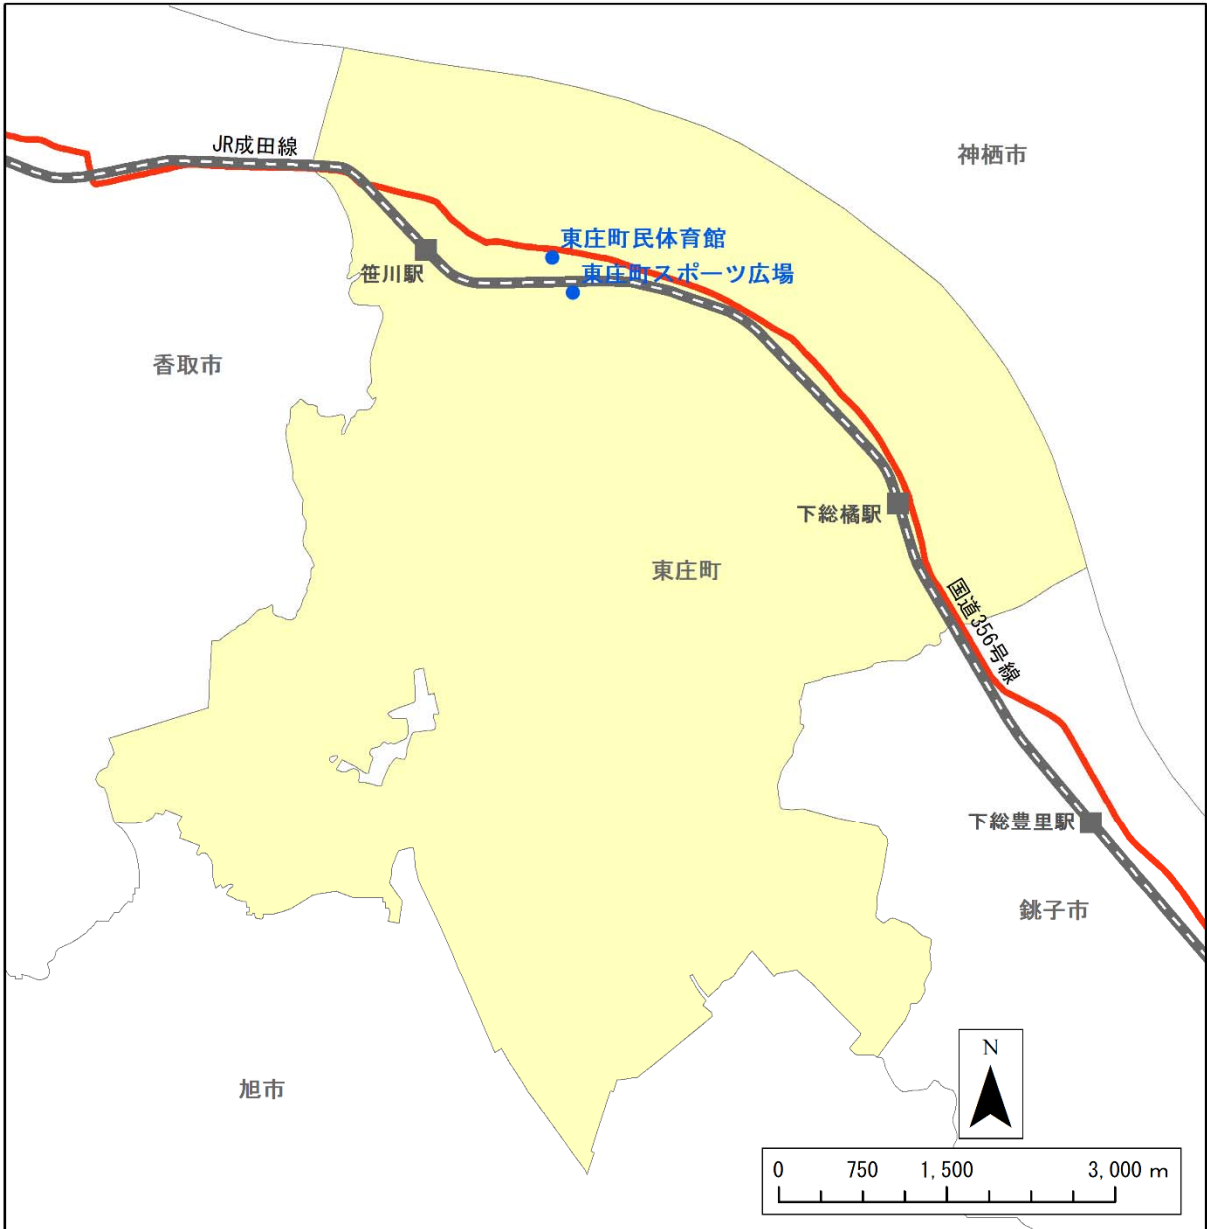 JR成田線
神栖市
東庄町民体育館
笹川駅
東庄町スポーツ広場
香取市
下総橘駅
東庄町
国道356号線
下総豊里駅
銚子市
旭市
N
0 750 1,500 3,000 m